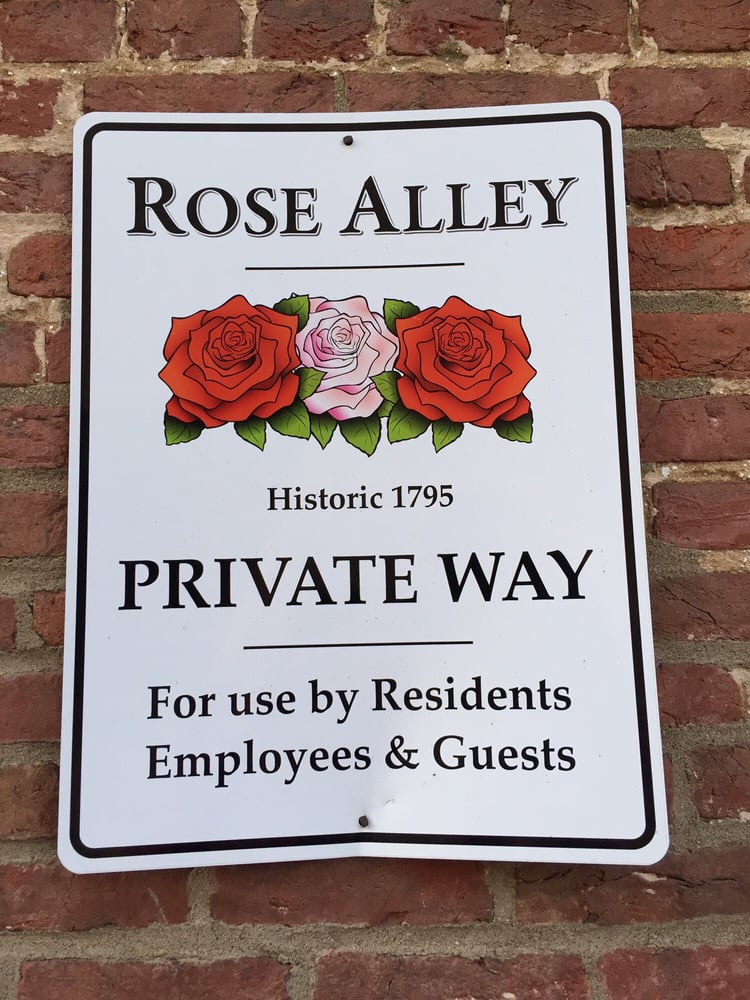 ROSE ALLEY
Historic 1795
PRIVATE WAY
For use by Residents
Employees & Guests